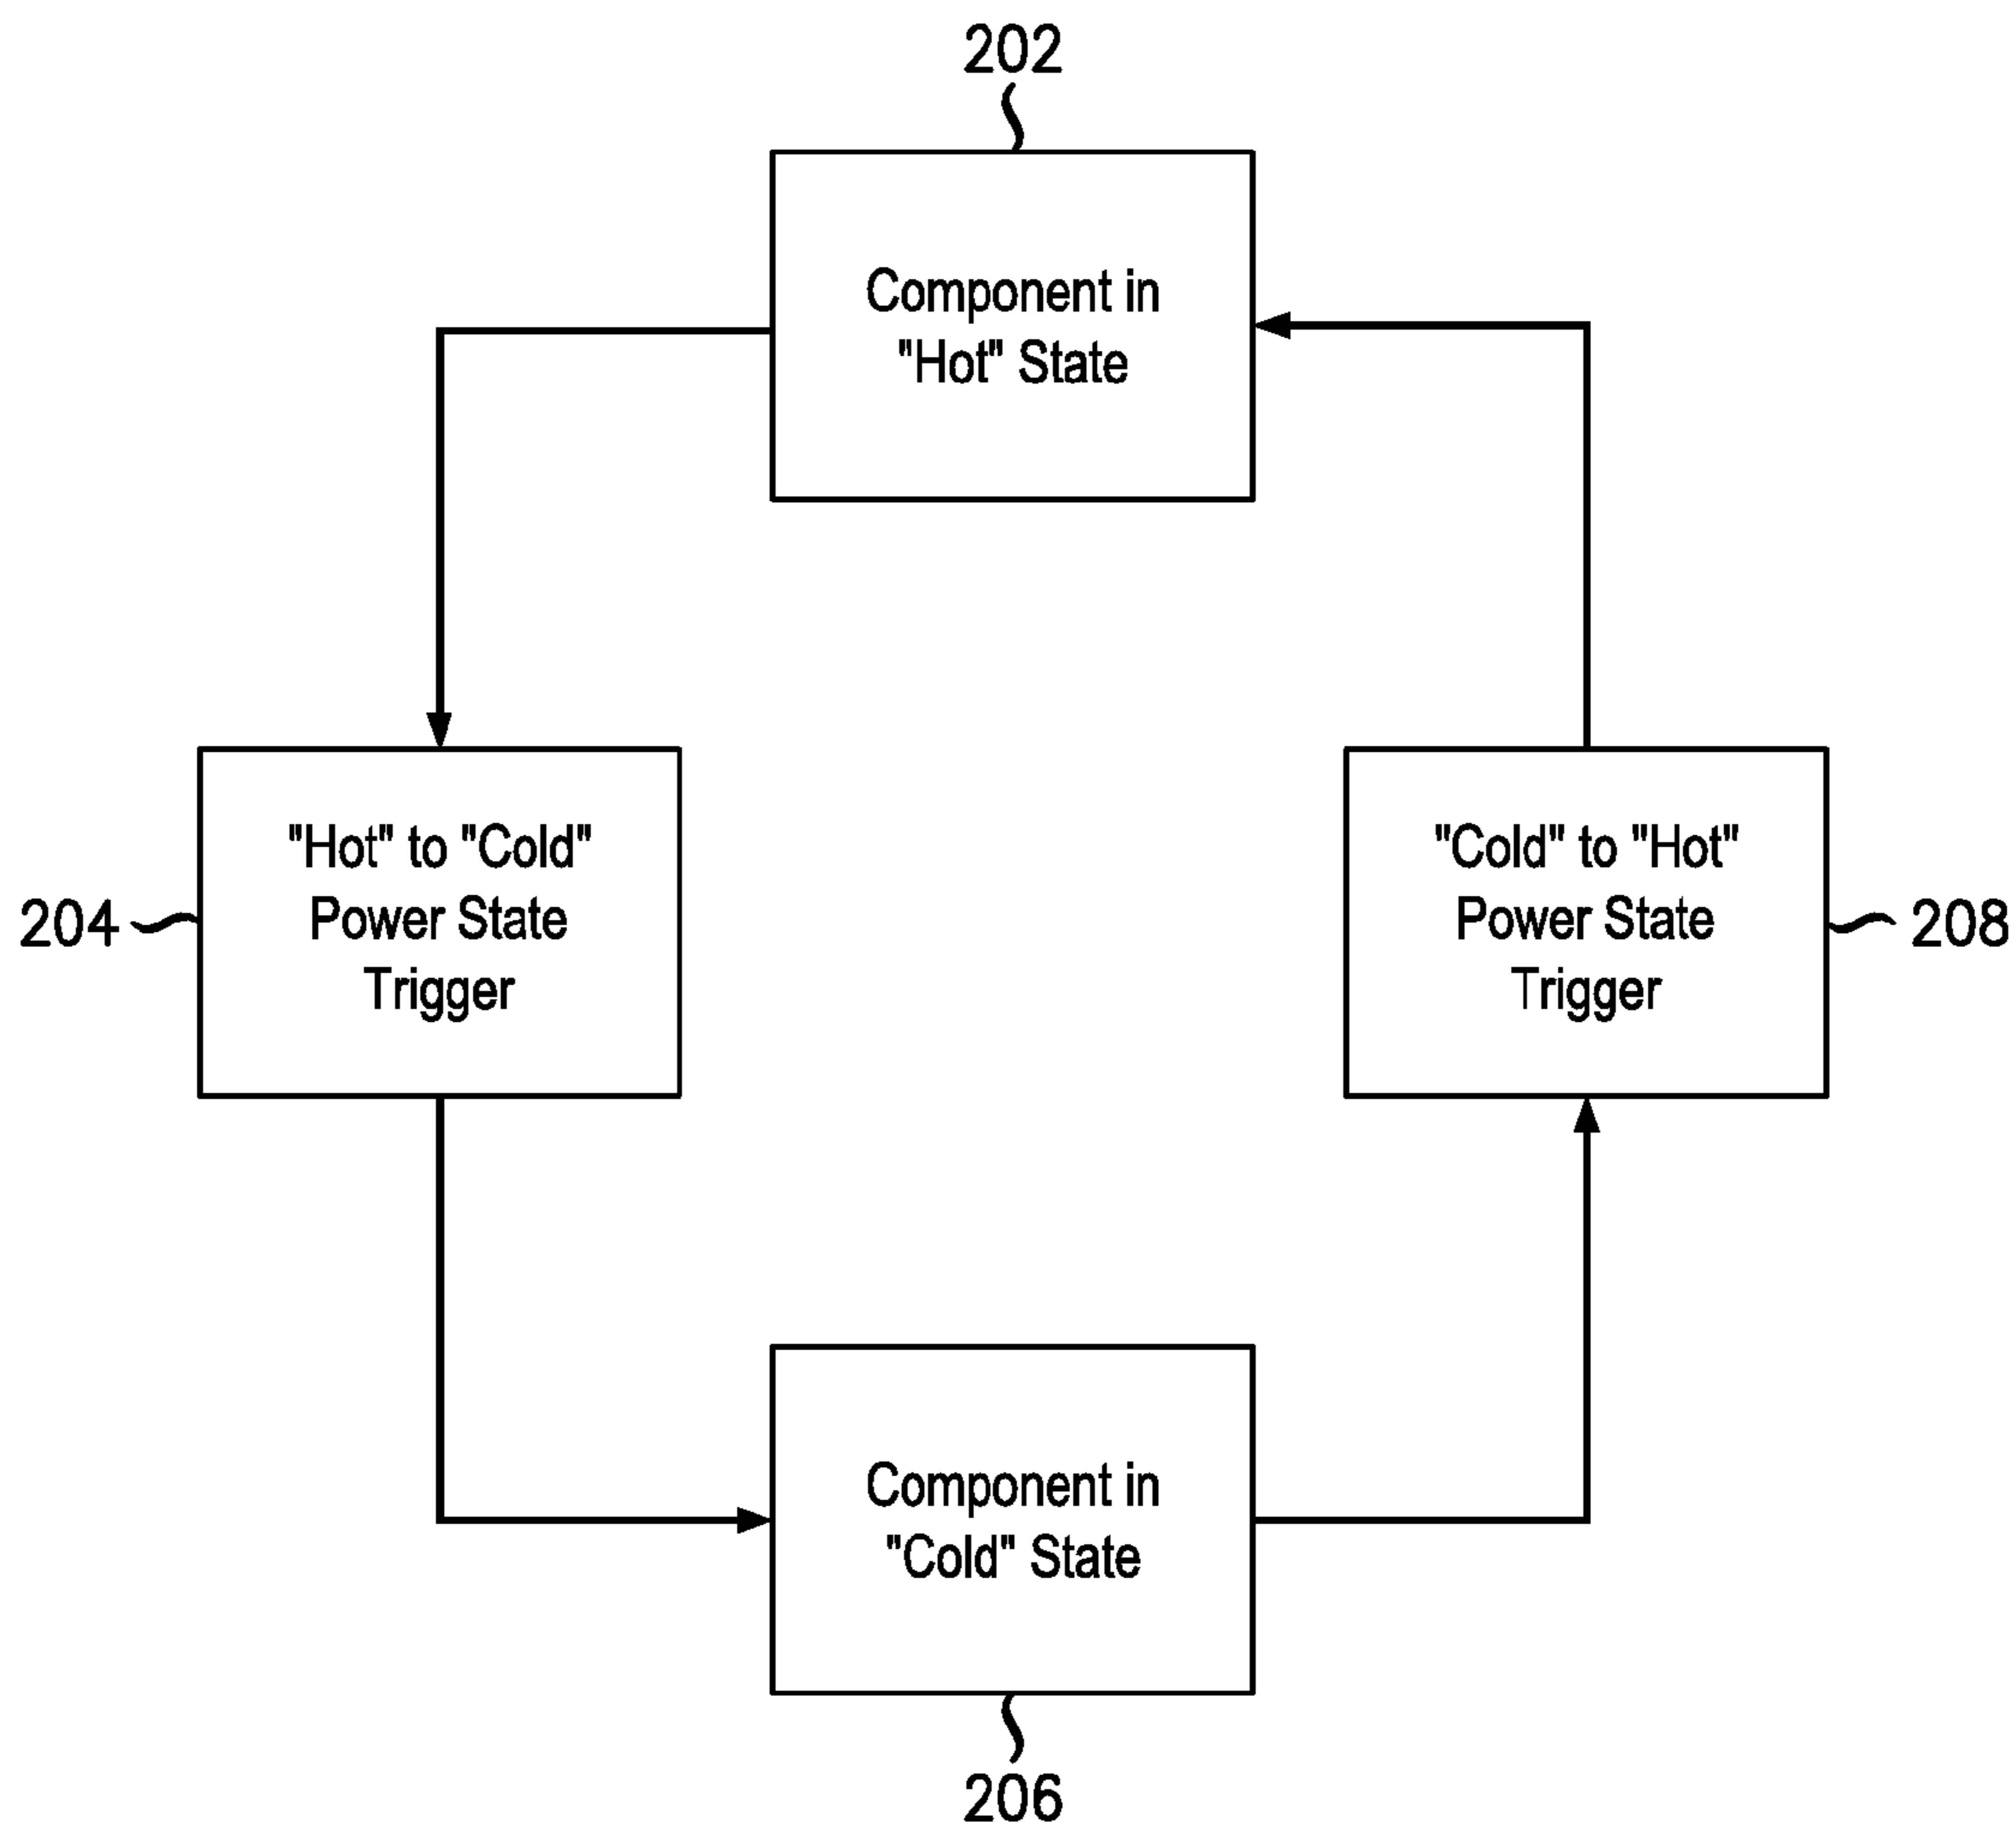 202
Component in
"Hot" State
"Hot" to "Cold"
Power State
Trigger
204
"Cold" to "Hot"
Power State
Trigger
208
Component in
"Cold" State
206